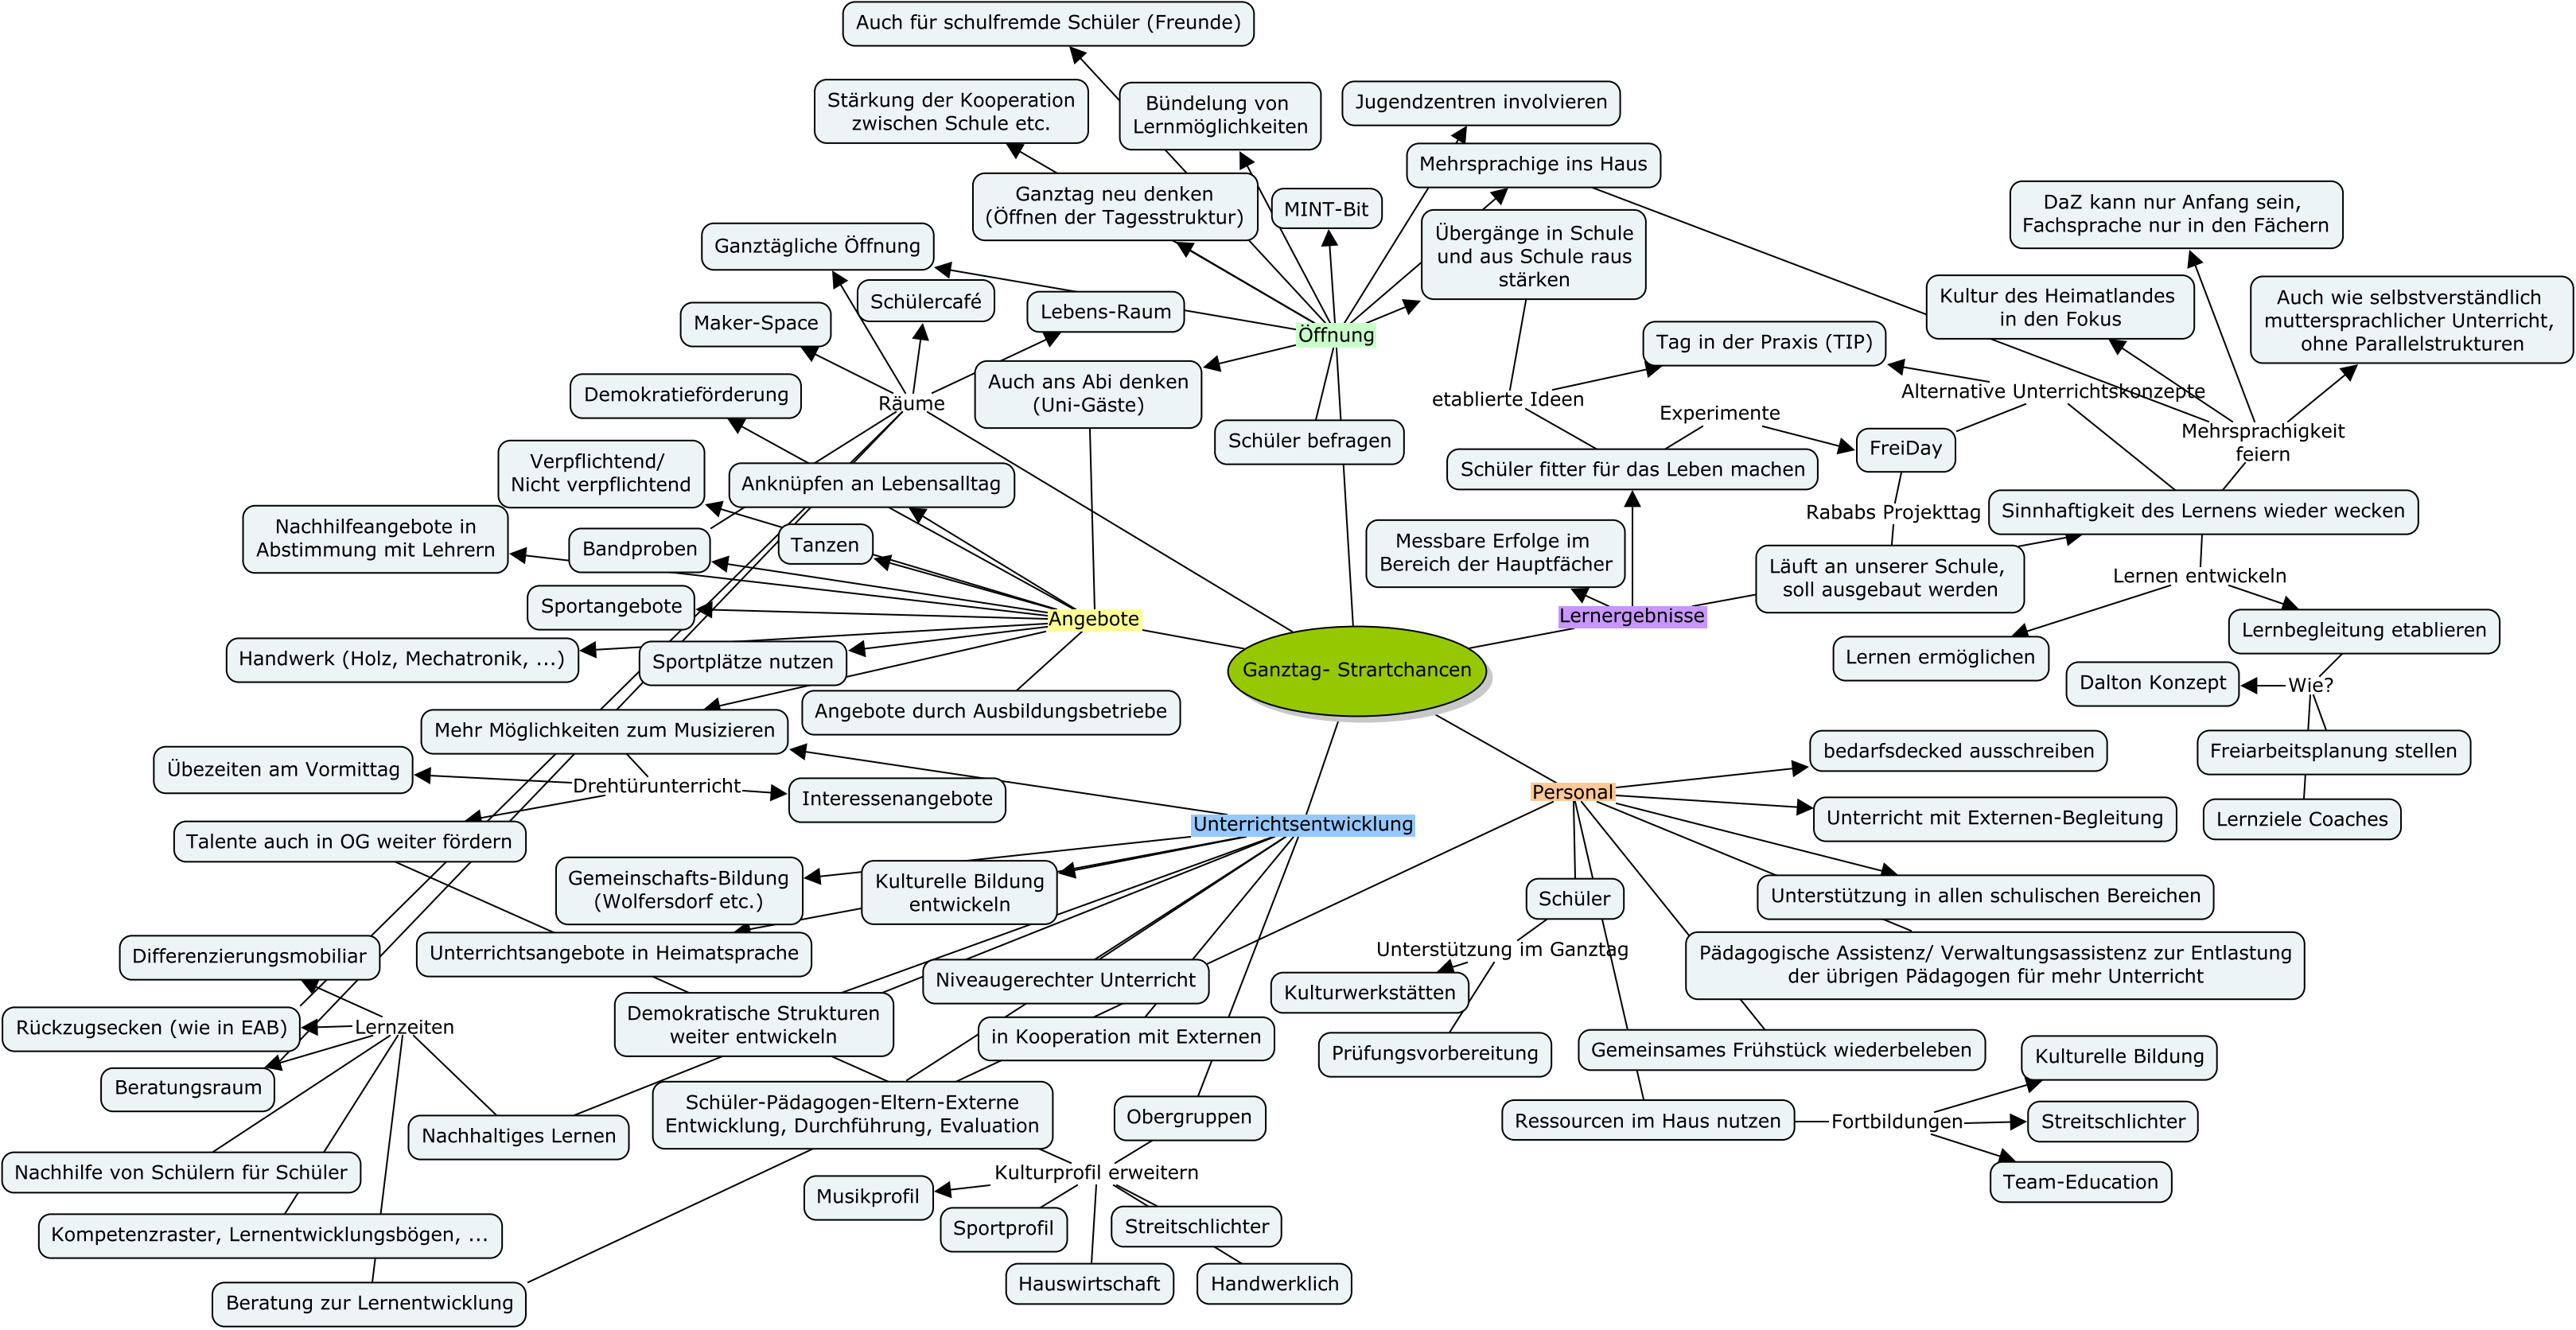 Auch für schulfremde Schüler (Freunde)
Stärkung der Kooperation
zwischen Schule etc.
Bündelung von
Lernmöglichkeiten
Jugendzentren involvieren
Mehrsprachige ins Haus
Ganztag neu denken
(Öffnen der Tagesstruktur)
MINT-Bit
Übergänge in Schule
und aus Schule raus
stärken
DaZ kann nur Anfang sein,
Fachsprache nur in den Fächern
Ganztägliche Öffnung
Schülercafé
Lebens-Raum
Maker-Space
Öffnung
Kultur des Heimatlandes
in den Fokus
Auch wie selbstverständlich
muttersprachlicher Unterricht,
ohne Parallelstrukturen
Tag in der Praxis (TIP)
Demokratieförderung
Räume
Auch ans Abi denken
(Uni-Gäste)
etablierte Ideen
Alternative Unterrichtskonzepte
Experimente
Schüler befragen
Mehrsprachigkeit
feiern
FreiDay
Verpflichtend/
Nicht verpflichtend
Anknüpfen an Lebensalltag
Schüler fitter für das Leben machen
Rababs Projekttag
Sinnhaftigkeit des Lernens wieder wecken
Nachhilfeangebote in
Abstimmung mit Lehrern
Bandproben
Tanzen
Messbare Erfolge im
Bereich der Hauptfächer
Läuft an unserer Schule,
soll ausgebaut werden
Lernen entwickeln
Sportangebote
Angebote
Lernergebnisse
Lernbegleitung etablieren
Handwerk (Holz, Mechatronik, ...)
Sportplätze nutzen
Ganztag- Strartchancen
Lernen ermöglichen
Dalton Konzept
Wie?
Angebote durch Ausbildungsbetriebe
Mehr Möglichkeiten zum Musizieren
bedarfsdecked ausschreiben
Freiarbeitsplanung stellen
Übezeiten am Vormittag
Drehtürunterricht
Interessenangebote
Personal
Unterricht mit Externen-Begleitung
Lernziele Coaches
Talente auch in OG weiter fördern
Unterrichtsentwicklung
Gemeinschafts-Bildung
(Wolfersdorf etc.)
Kulturelle Bildung
entwickeln
Schüler
Unterstützung in allen schulischen Bereichen
Differenzierungsmobiliar
Unterrichtsangebote in Heimatsprache
Unterstützung im Ganztag
Pädagogische Assistenz/ Verwaltungsassistenz zur Entlastung
der übrigen Pädagogen für mehr Unterricht
Niveaugerechter Unterricht
Kulturwerkstätten
Rückzugsecken (wie in EAB)
Lernzeiten
Demokratische Strukturen
weiter entwickeln
in Kooperation mit Externen
Prüfungsvorbereitung
Gemeinsames Frühstück wiederbeleben
Kulturelle Bildung
Beratungsraum
Schüler-Pädagogen-Eltern-Externe
Entwicklung, Durchführung, Evaluation
Obergruppen
Ressourcen im Haus nutzen
Fortbildungen
Streitschlichter
Nachhaltiges Lernen
Nachhilfe von Schülern für Schüler
Kulturprofil erweitern
Team-Education
Musikprofil
Sportprofil
Streitschlichter
Kompetenzraster, Lernentwicklungsbögen, ...
Hauswirtschaft
Handwerklich
Beratung zur Lernentwicklung